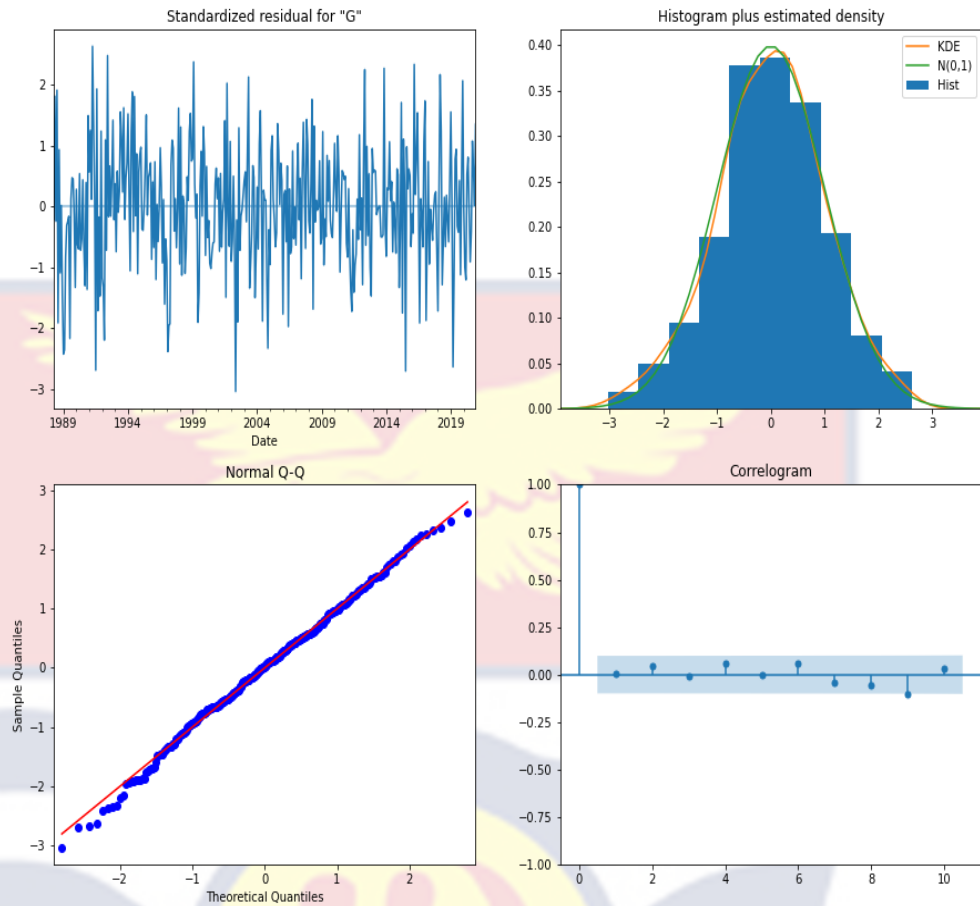 Standardized residual for "G"
2
1
0
−1
−2
−3
1989 1994 1999 2004 2009 2014 2019
Date
Histogram plus estimated density
KDE
N(0,1)
Hist
0.40
0.35
0.30
0.25
0.20
0.15
0.10
0.05
0.00
−3 −2 −1 0 1 2 3
Normal Q-Q
Sample Quantiles
3
2
1
0
−1
−2
−3
−2 −1 0 1 2
Theoretical Quantiles
Correlogram
1.00
0.75
0.50
0.25
0.00
−0.25
−0.50
−0.75
−1.00
0 2 4 6 8 10